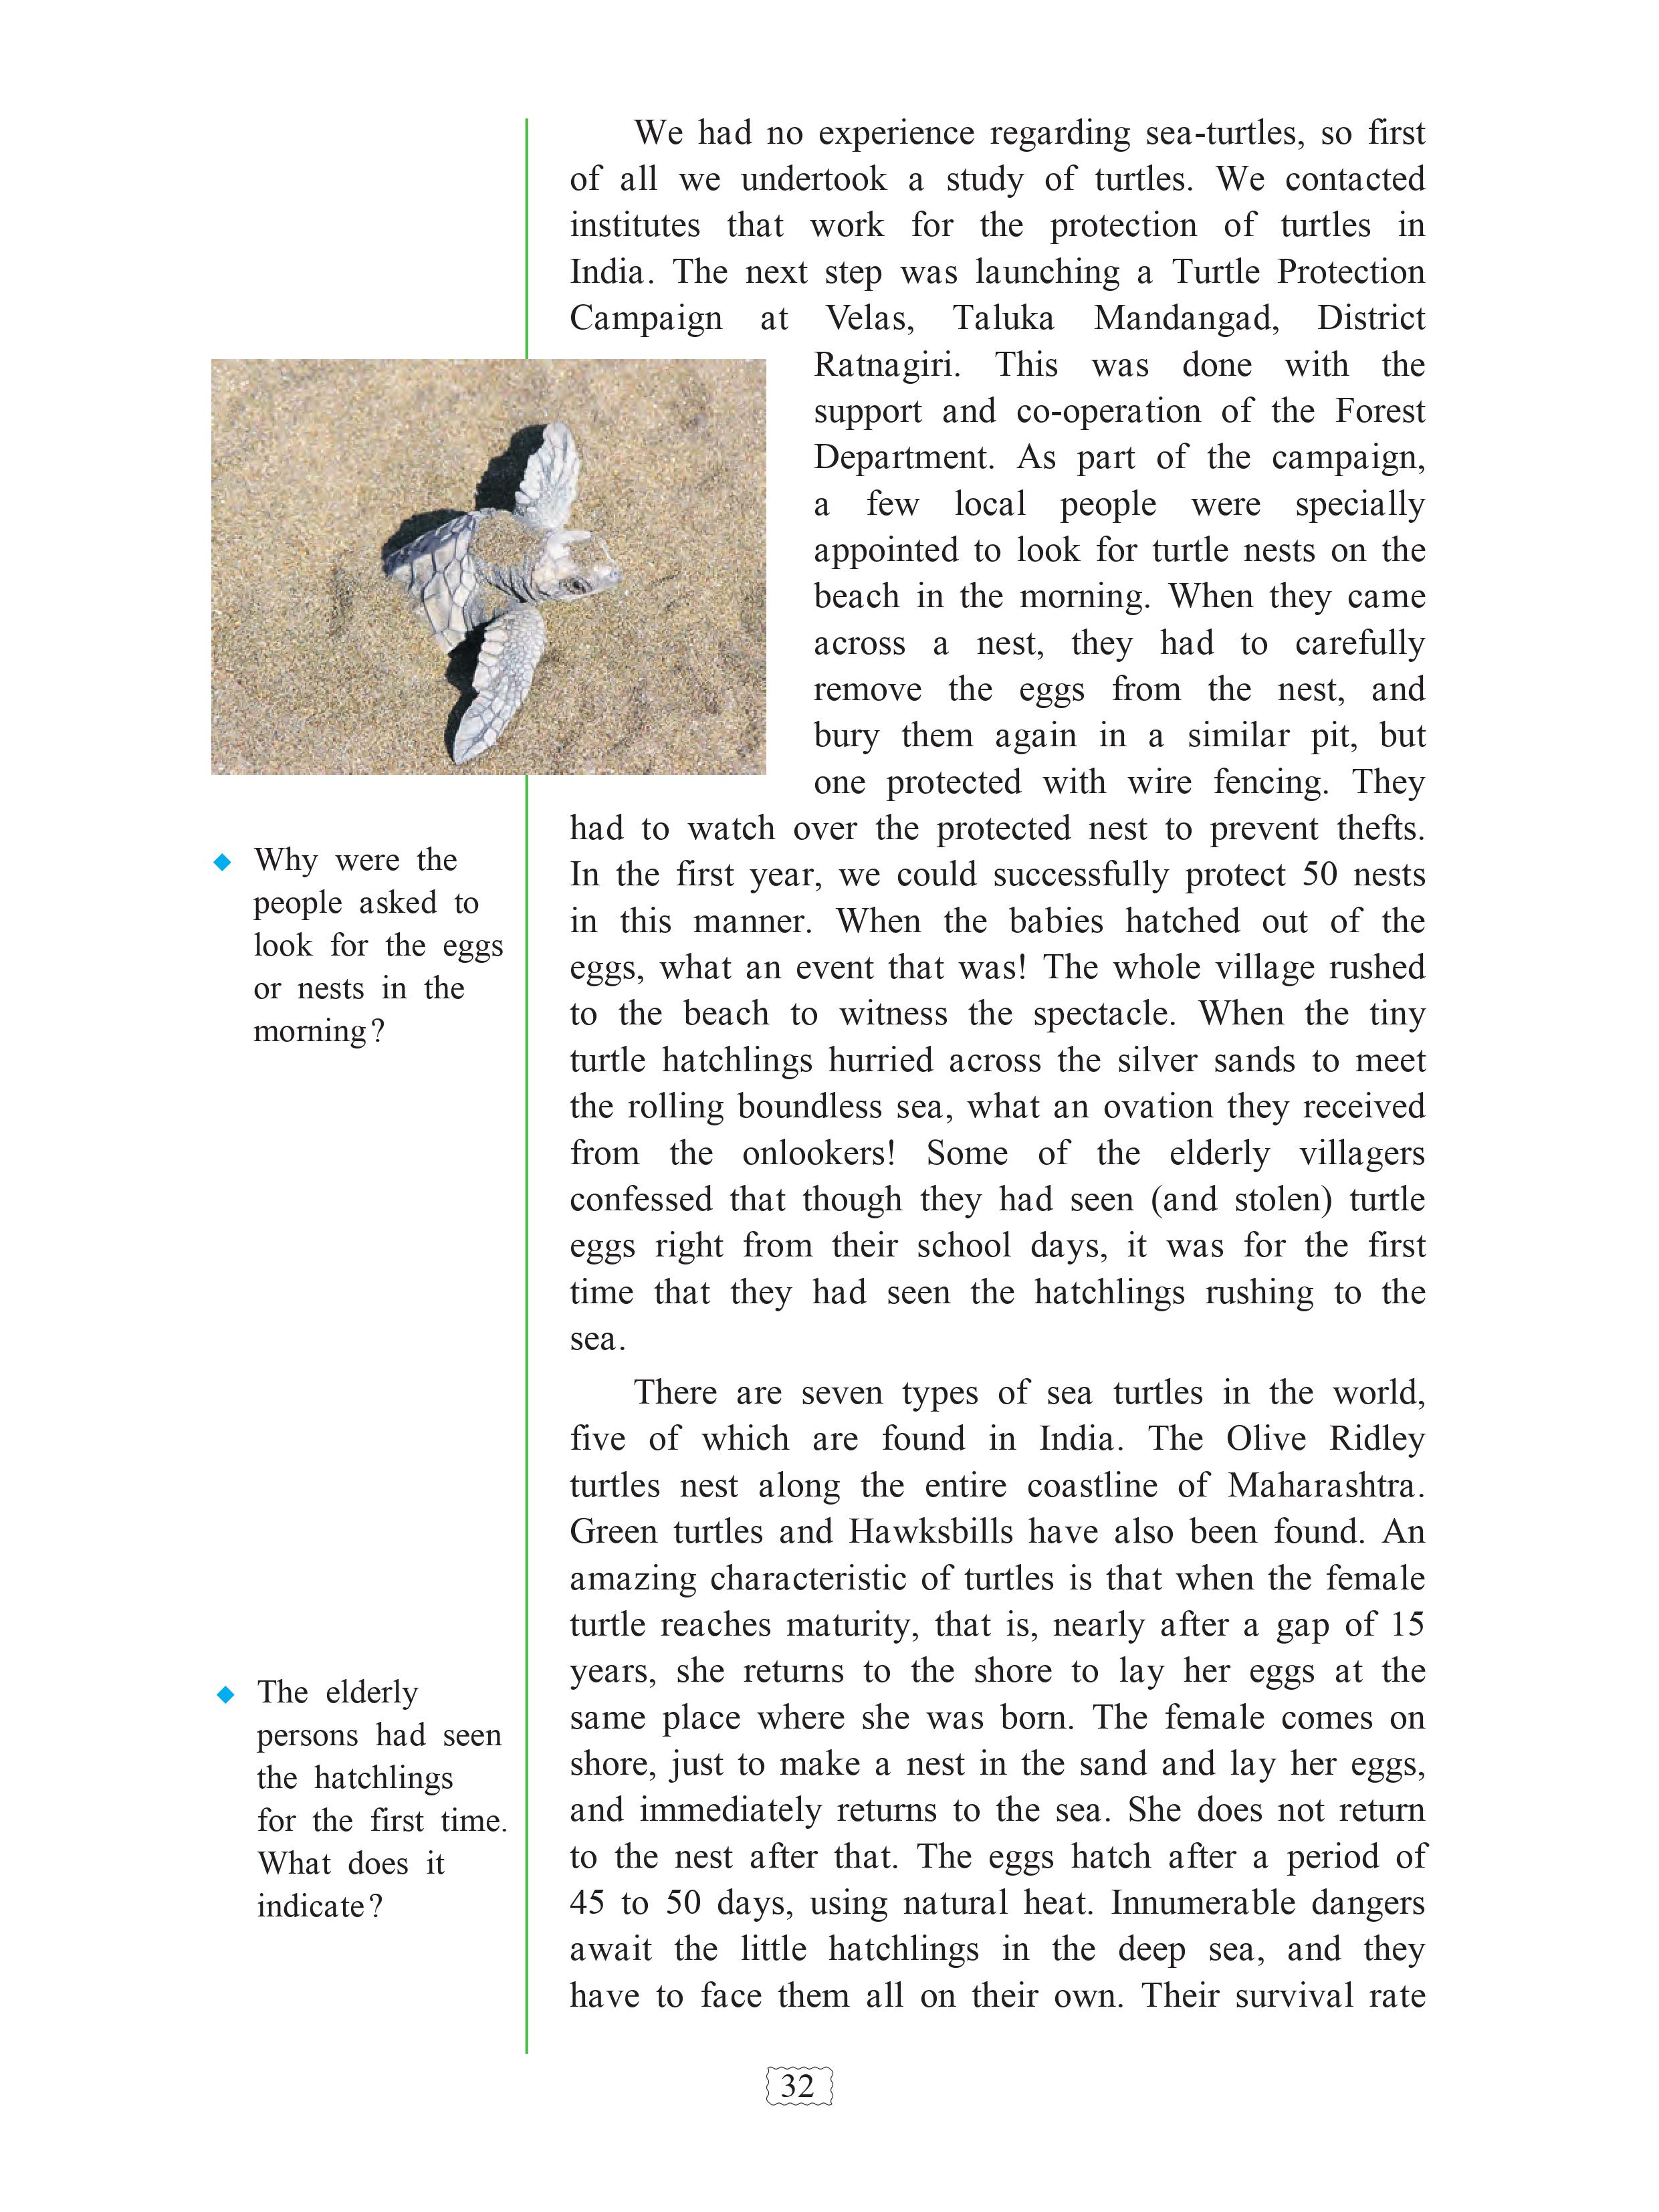 We had no experience regarding sea-turtles, so first
of all we undertook a study of turtles. We contacted
institutes that work for the protection of turtles in
India. The next step was launching a Turtle Protection
Campaign at Velas, Taluka Mandangad, District
Ratnagiri. This was done with the
support and co-operation of the Forest
Department. As part of the campaign,
a few local people were specially
appointed to look for turtle nests on the
beach in the morning. When they came
across a nest, they had to carefully
remove the eggs from the nest, and
bury them again in a similar pit, but
one protected with wire fencing. They
had to watch over the protected nest to prevent thefts.
In the first year, we could successfully protect 50 nests
in this manner. When the babies hatched out of the
eggs, what an event that was! The whole village rushed
to the beach to witness the spectacle. When the tiny
turtle hatchlings hurried across the silver sands to meet
the rolling boundless sea, what an ovation they received
from the onlookers! Some of the elderly villagers
confessed that though they had seen (and stolen) turtle
eggs right from their school days, it was for the first
time that they had seen the hatchlings rushing to the
sea.
◆ Why were the
people asked to
look for the eggs
or nests in the
morning?
There are seven types of sea turtles in the world,
five of which are found in India. The Olive Ridley
turtles nest along the entire coastline of Maharashtra.
Green turtles and Hawksbills have also been found. An
amazing characteristic of turtles is that when the female
turtle reaches maturity, that is, nearly after a gap of 15
years, she returns to the shore to lay her eggs at the
same place where she was born. The female comes on
shore, just to make a nest in the sand and lay her eggs,
and immediately returns to the sea. She does not return
to the nest after that. The eggs hatch after a period of
45 to 50 days, using natural heat. Innumerable dangers
await the little hatchlings in the deep sea, and they
have to face them all on their own. Their survival rate
◆ The elderly
persons had seen
the hatchlings
for the first time.
What does it
indicate?
32